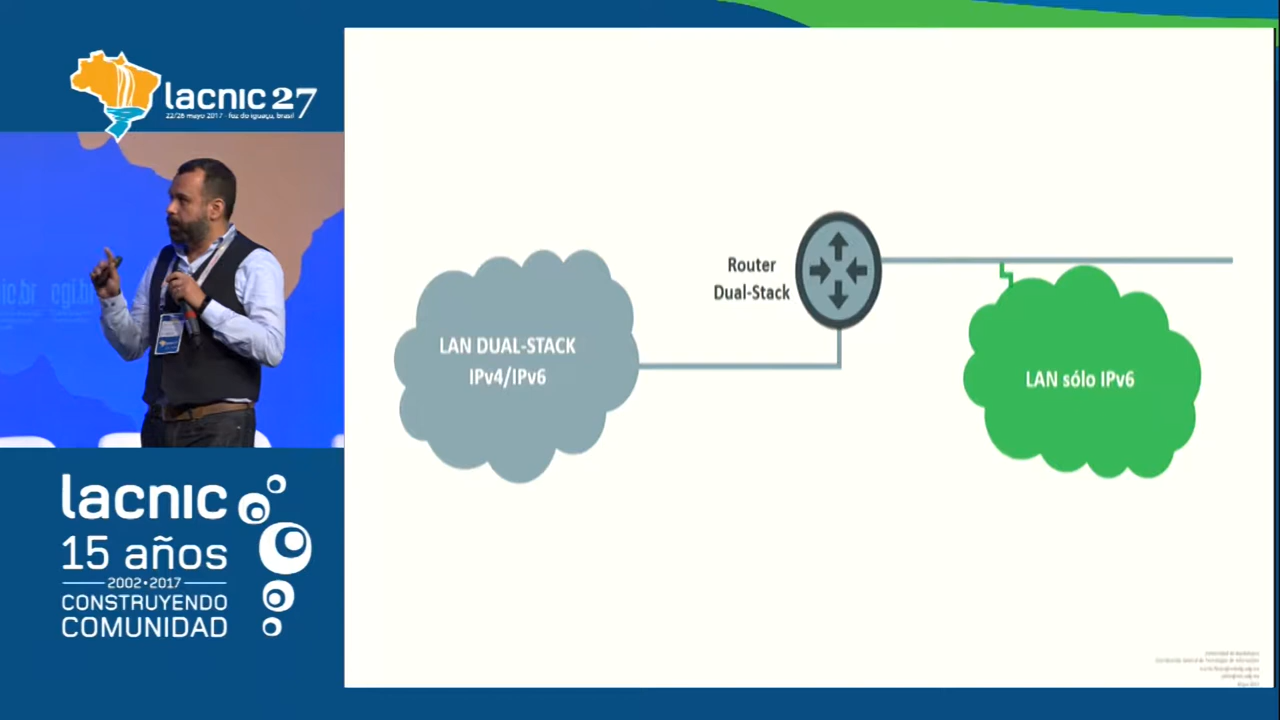 lacnic 27
22/26 mayo 2017 - foz do iguaçu, brasil
cgi.b
lacnic
15 años
2002•2017
CONSTRUYENDO
COMUNIDAD
Router
Dual-Stack
LAN DUAL-STACK
IPv4/IPv6
LAN sólo IPv6